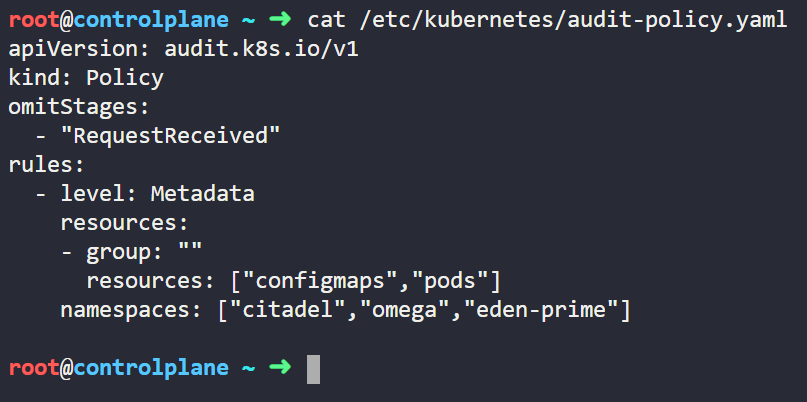 root@controlplane ~ ➜ cat /etc/kubernetes/audit-policy.yaml
apiVersion: audit.k8s.io/v1
kind: Policy
omitStages:
  - "RequestReceived"
rules:
  - level: Metadata
    resources:
    - group: ""
      resources: ["configmaps","pods"]
    namespaces: ["citadel","omega","eden-prime"]

root@controlplane ~ ➜